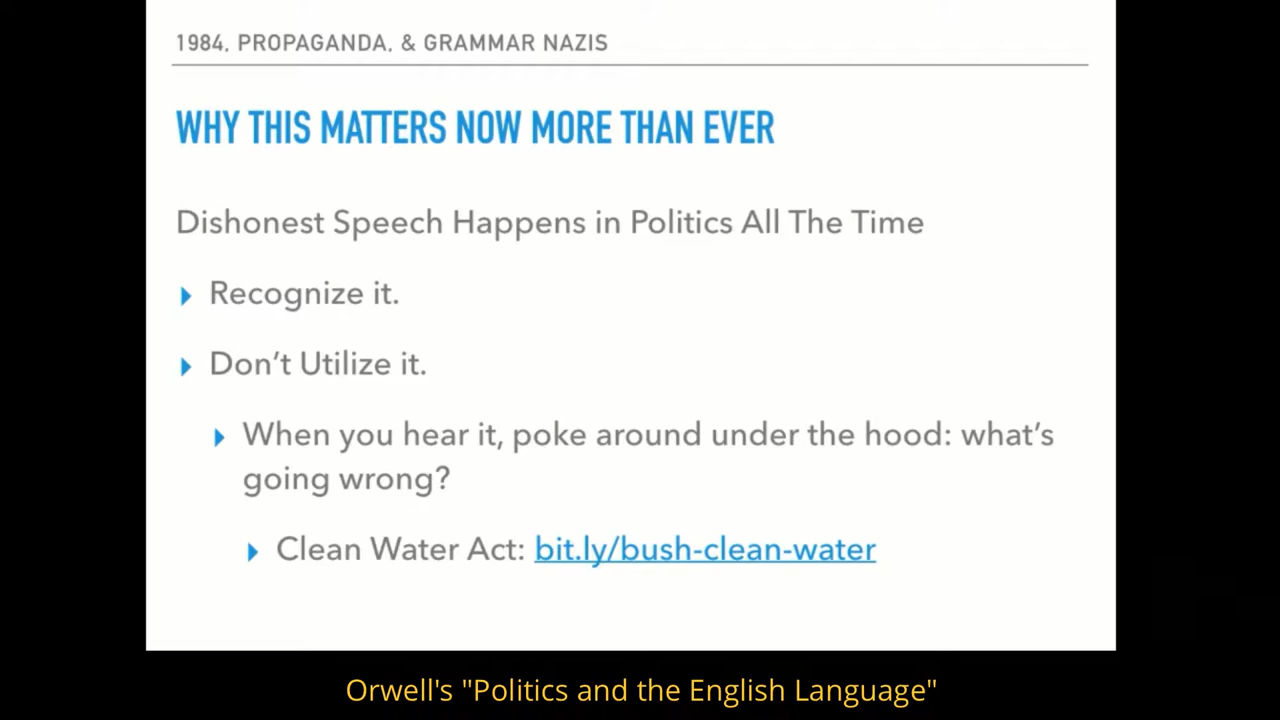 1984, PROPAGANDA, & GRAMMAR NAZIS
WHY THIS MATTERS NOW MORE THAN EVER
Dishonest Speech Happens in Politics All The Time
Recognize it.
Don’t Utilize it.
When you hear it, poke around under the hood: what’s
going wrong?
Clean Water Act: bit.ly/bush-clean-water
Orwell's "Politics and the English Language"